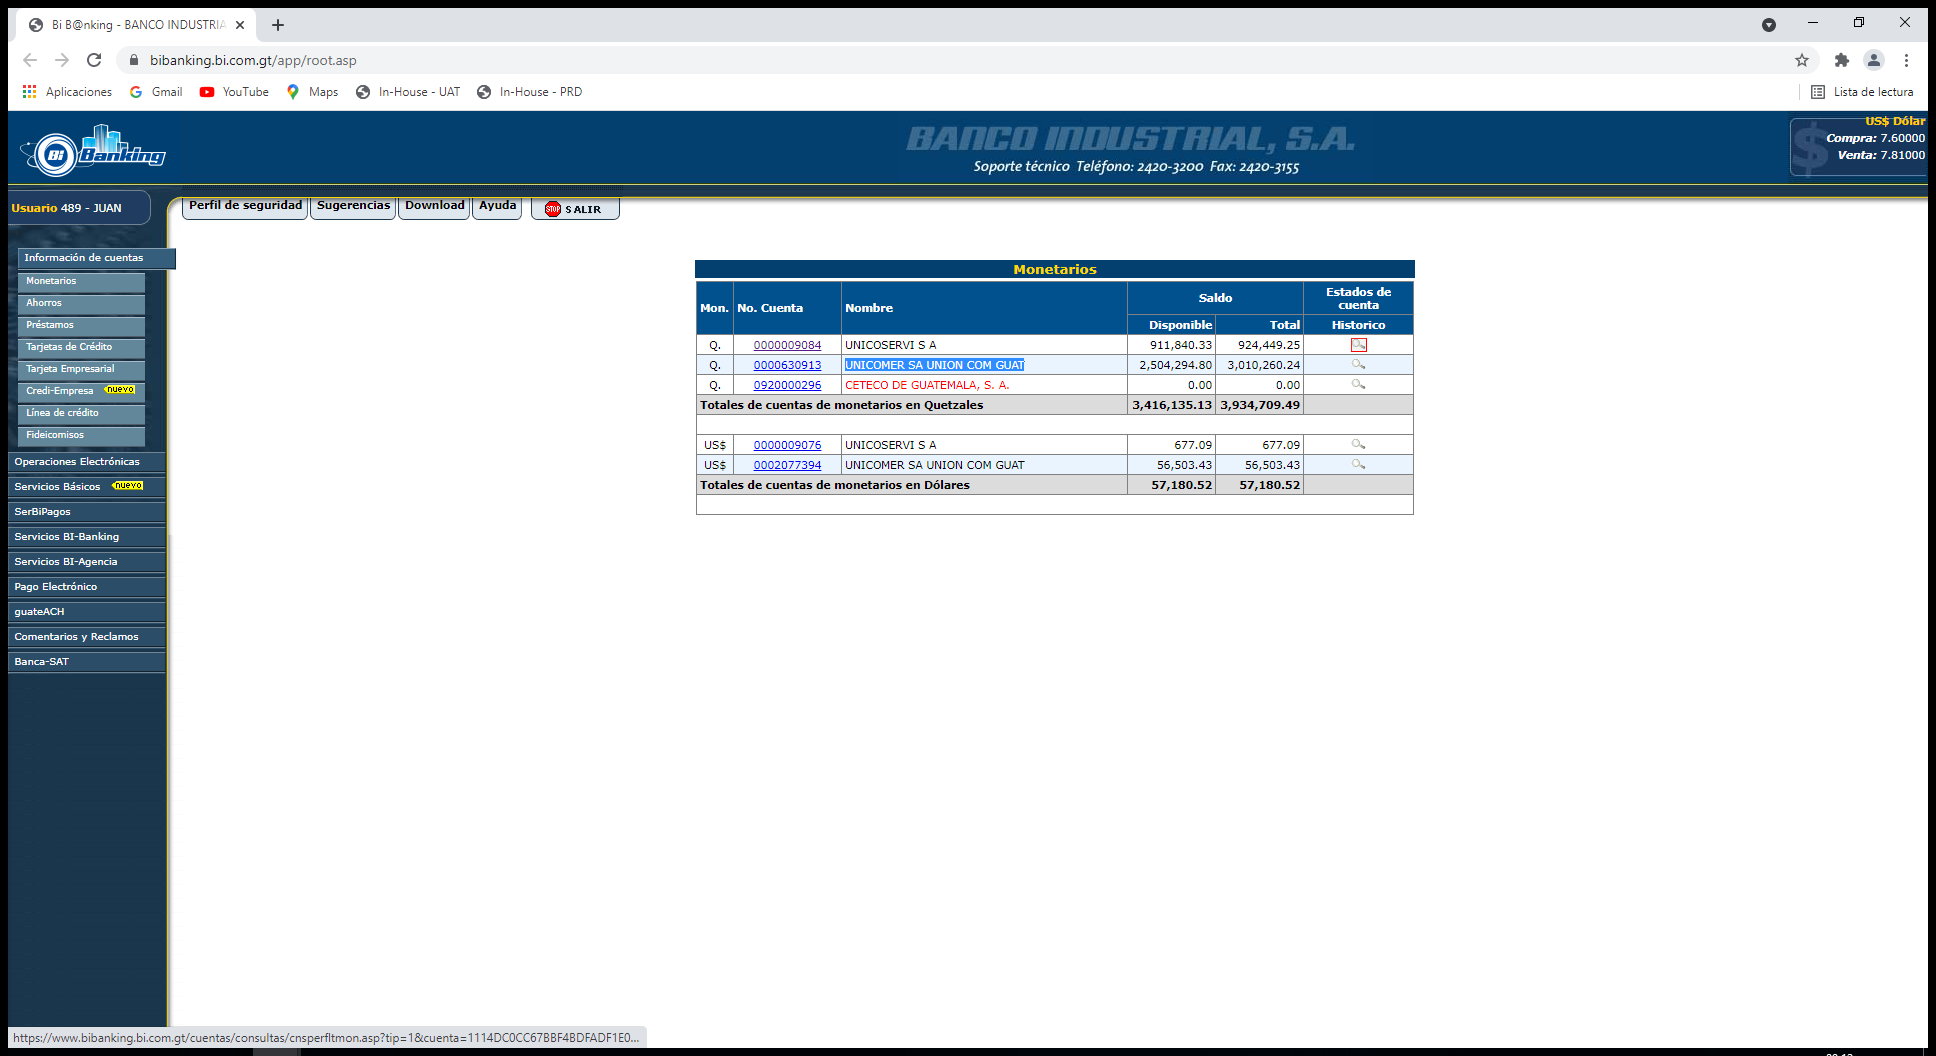 Bi B@nking - BANCO INDUSTRIA
bibanking.bi.com.gt/app/root.asp
Aplicaciones Gmail YouTube Maps In-House - UAT In-House - PRD Lista de lectura
Bi Banking
BANCO INDUSTRIAL, S.A.
Soporte técnico Teléfono: 2420-3200 Fax: 2420-3155
$
US$ Dólar
Compra: 7.60000
Venta: 7.81000
Usuario 489 - JUAN
Perfil de seguridad Sugerencias Download Ayuda STOP SALIR
Información de cuentas
Monetarios
Ahorros
Préstamos
Tarjetas de Crédito
Tarjeta Empresarial
Credi-Empresa nuevo
Línea de crédito
Fideicomisos
Operaciones Electrónicas
Servicios Básicos nuevo
SerBiPagos
Servicios BI-Banking
Servicios BI-Agencia
Pago Electrónico
guateACH
Comentarios y Reclamos
Banca-SAT
Monetarios
Mon. No. Cuenta Nombre Saldo Estados de cuenta
Disponible Total Historico
Q. 0000009084 UNICOSERVI S A 911,840.33 924,449.25
Q. 0000630913 UNICOMER SA UNION COM GUAT 2,504,294.80 3,010,260.24
Q. 0920000296 CETECO DE GUATEMALA, S. A. 0.00 0.00
Totales de cuentas de monetarios en Quetzales 3,416,135.13 3,934,709.49
US$ 0000009076 UNICOSERVI S A 677.09 677.09
US$ 0002077394 UNICOMER SA UNION COM GUAT 56,503.43 56,503.43
Totales de cuentas de monetarios en Dólares 57,180.52 57,180.52
https://www.bibanking.bi.com.gt/cuentas/consultas/cnsperfltmon.asp?tip=1&cuenta=1114DC0CC67BBF4BDFADF1E0...